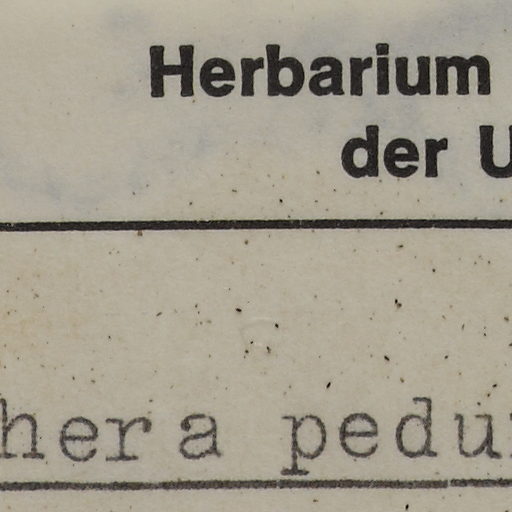 Herbarium
der U
hera pedu